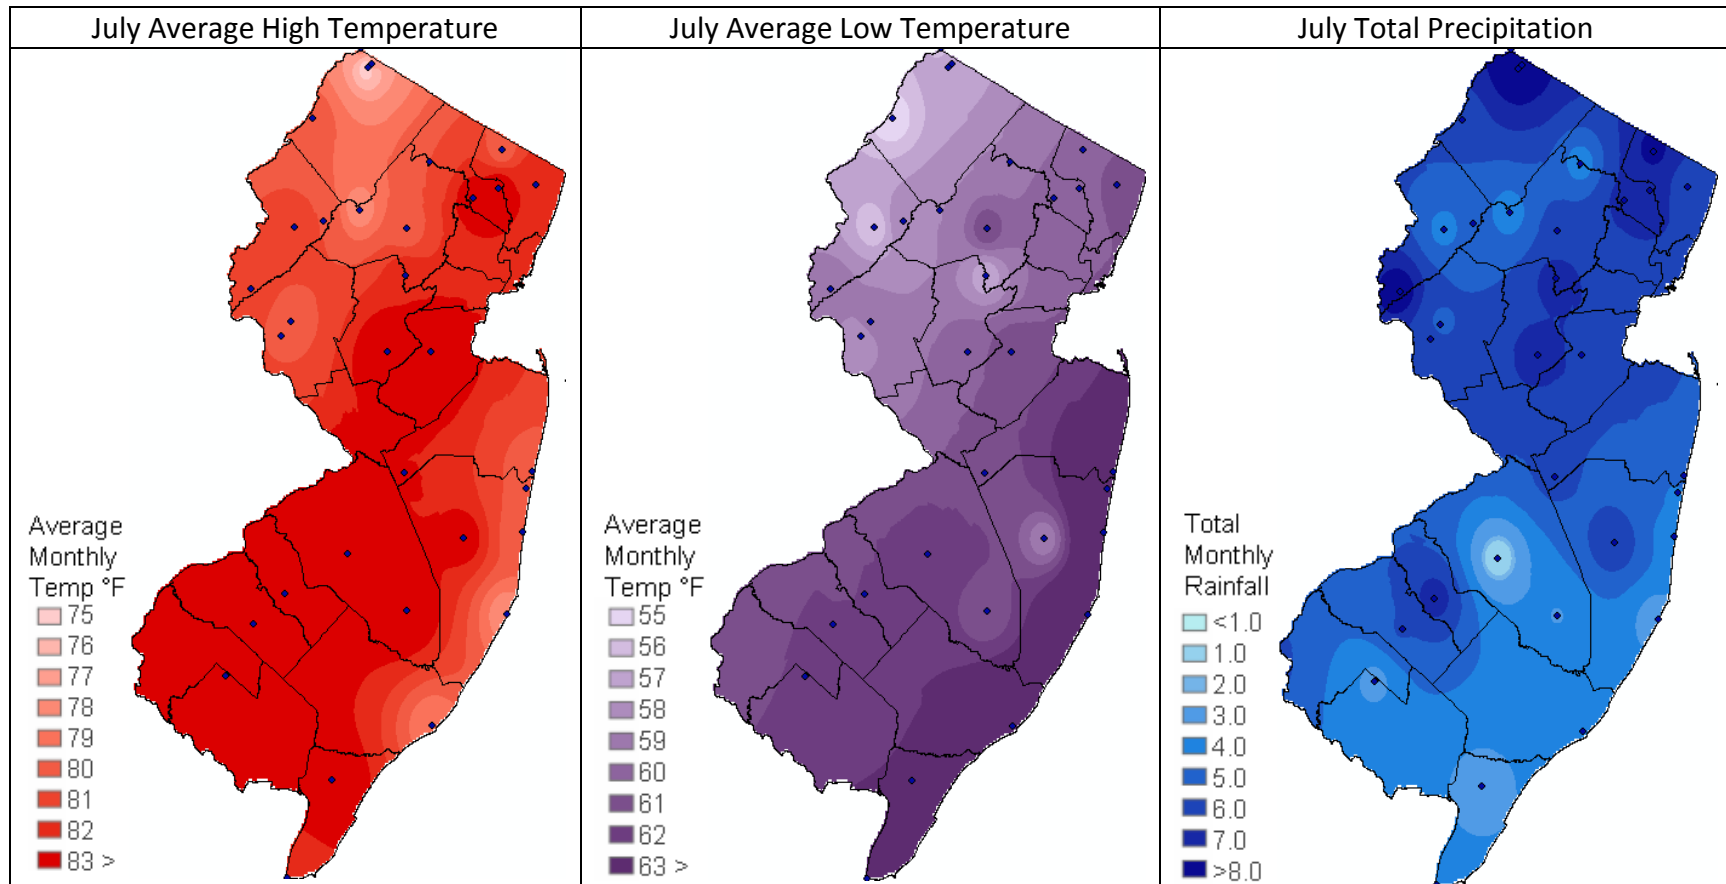 July Average High Temperature
July Average Low Temperature
July Total Precipitation
Average
Monthly
Temp °F
75
76
77
78
79
80
81
82
83 >
Average
Monthly
Temp °F
55
56
57
58
59
60
61
62
63 >
Total
Monthly
Rainfall
<1.0
1.0
2.0
3.0
4.0
5.0
6.0
7.0
>8.0